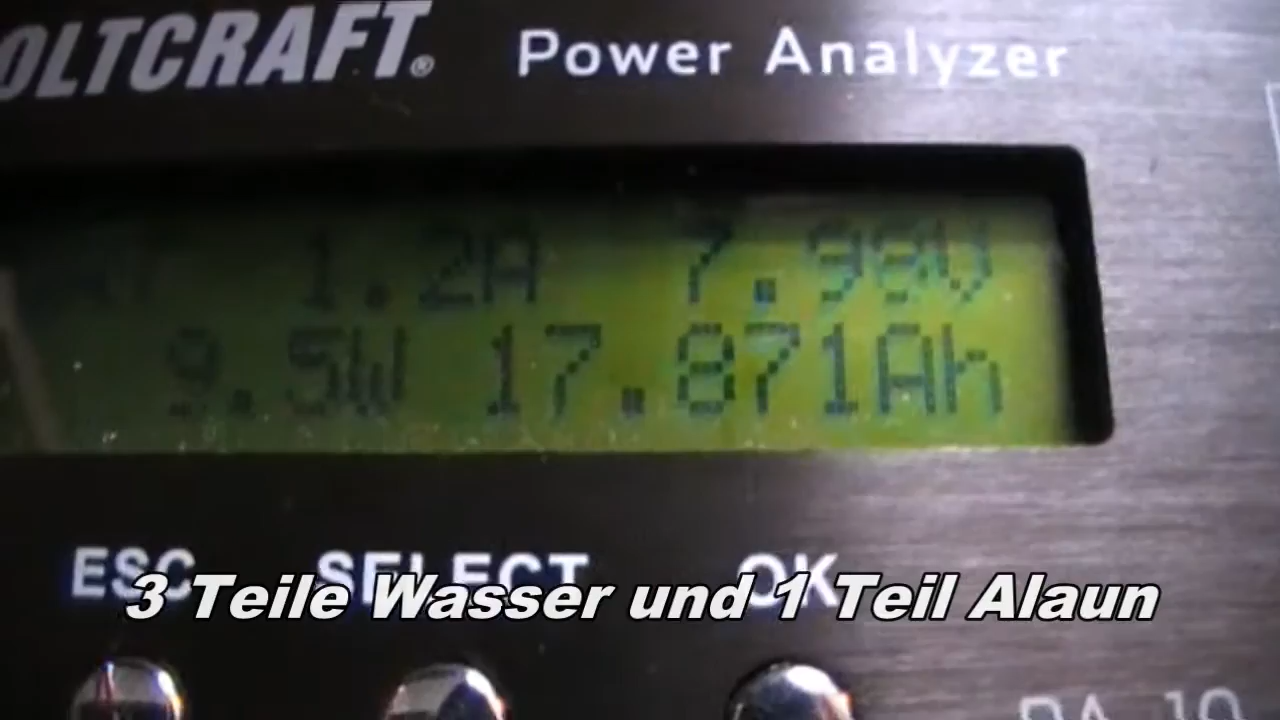 OLTCRAFT® Power Analyzer
1.2A 7.98V
9.5W 17.871Ah
ESC SELECT OK
3 Teile Wasser und 1 Teil Alaun